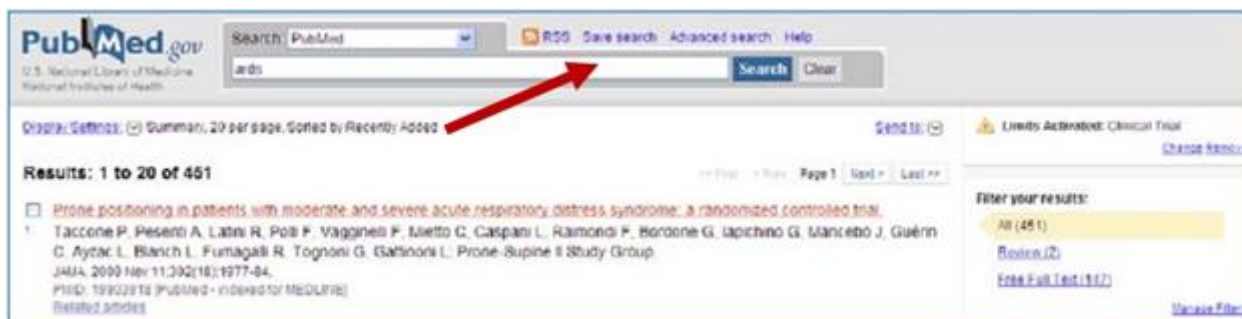 PubMed.gov
U.S. National Library of Medicine
National Institutes of Health
Search: PubMed
RSS Save search Advanced search Help
ards
Search Clear
Display Settings: Summary, 20 per page, Sorted by Recently Added
Send to:
Results: 1 to 20 of 451
<< First < Prev Page 1 Next > Last >>
1 Prone positioning in patients with moderate and severe acute respiratory distress syndrome: a randomized controlled trial.
Taccone P, Pesenti A, Latini R, Polli F, Vagginelli F, Mietto C, Caspani L, Raimondi F, Bordone G, Iapichino G, Mancebo J, Guérin
C, Ayzac L, Blanch L, Fumagalli R, Tognoni G, Gattinoni L; Prone-Supine II Study Group.
JAMA. 2009 Nov 11;302(18):1977-84.
PMID: 19903918 [PubMed - indexed for MEDLINE]
Related articles
Limits Activated: Clinical Trial
Change
Filter your results:
All (451)
Review (2)
Free Full Text (147)
Manage